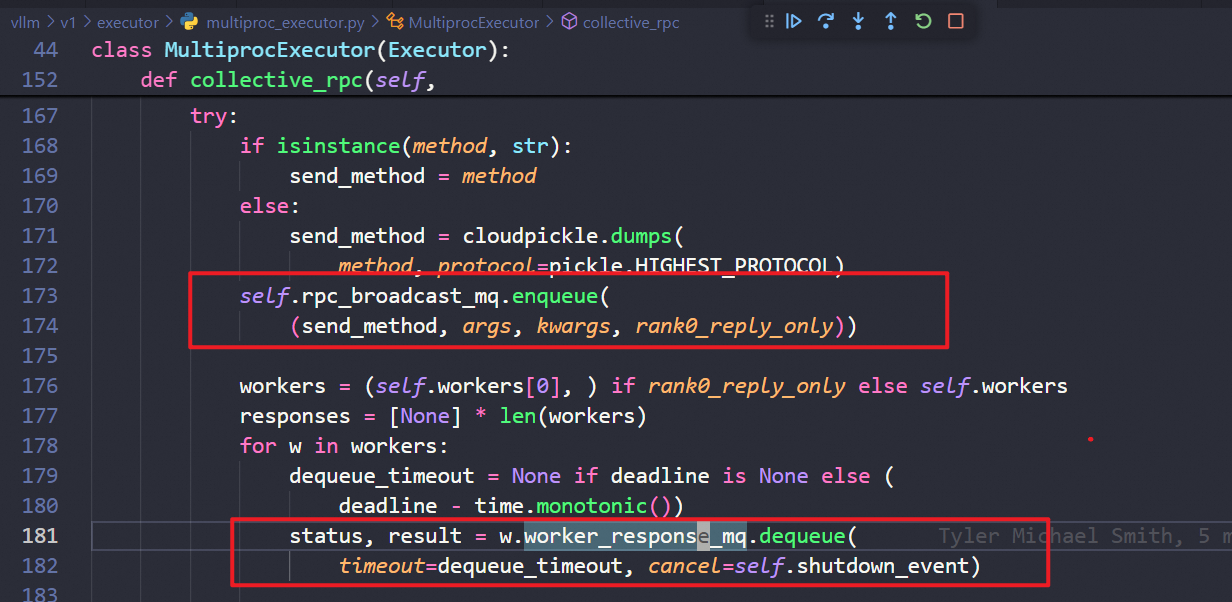 vllm > v1 > executor > multiproc_executor.py > MultiprocExecutor > collective_rpc
44 class MultiprocExecutor(Executor):
152 def collective_rpc(self,
167 try:
168 if isinstance(method, str):
169 send_method = method
170 else:
171 send_method = cloudpickle.dumps(
172 method, protocol=pickle.HIGHEST_PROTOCOL)
173 self.rpc_broadcast_mq.enqueue(
174 (send_method, args, kwargs, rank0_reply_only))
175
176 workers = (self.workers[0], ) if rank0_reply_only else self.workers
177 responses = [None] * len(workers)
178 for w in workers:
179 dequeue_timeout = None if deadline is None else (
180 deadline - time.monotonic())
181 status, result = w.worker_response_mq.dequeue( Tyler Michael Smith, 5 m
182 timeout=dequeue_timeout, cancel=self.shutdown_event)
183